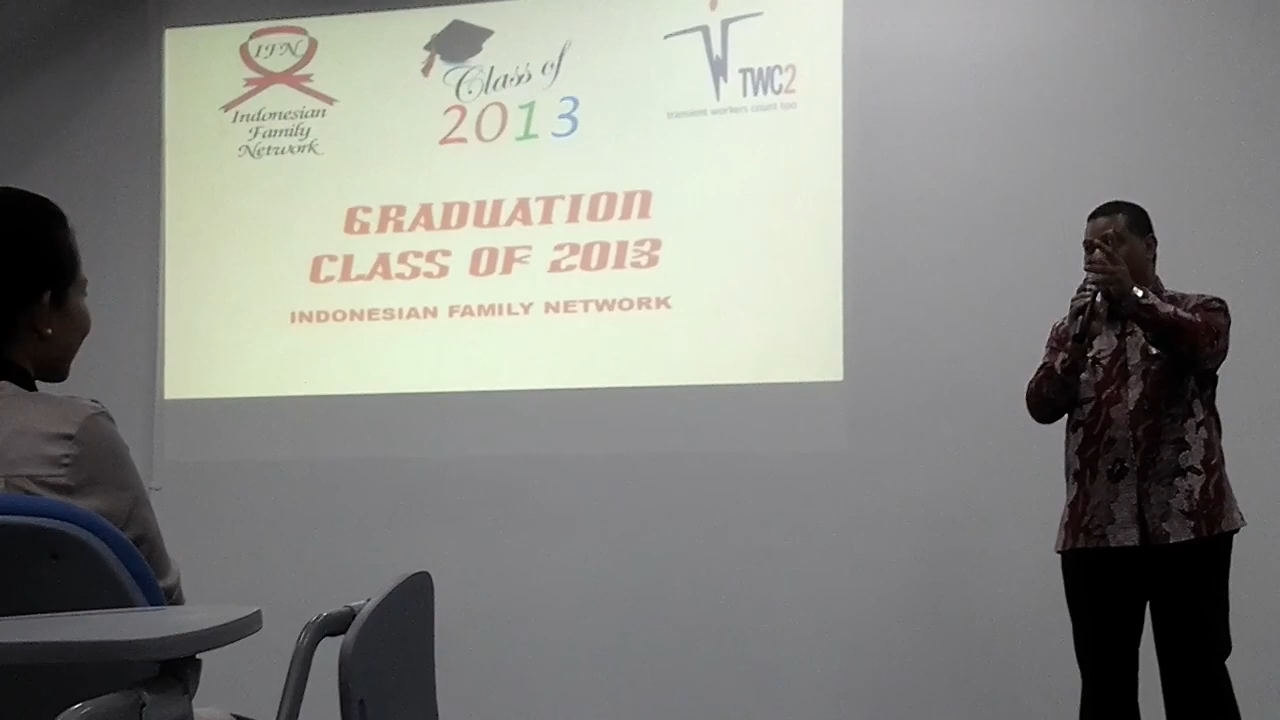 IFN
Indonesian
Family
Network
Class of
2013
TWC2
transient workers count too
GRADUATION
CLASS OF 2013
INDONESIAN FAMILY NETWORK